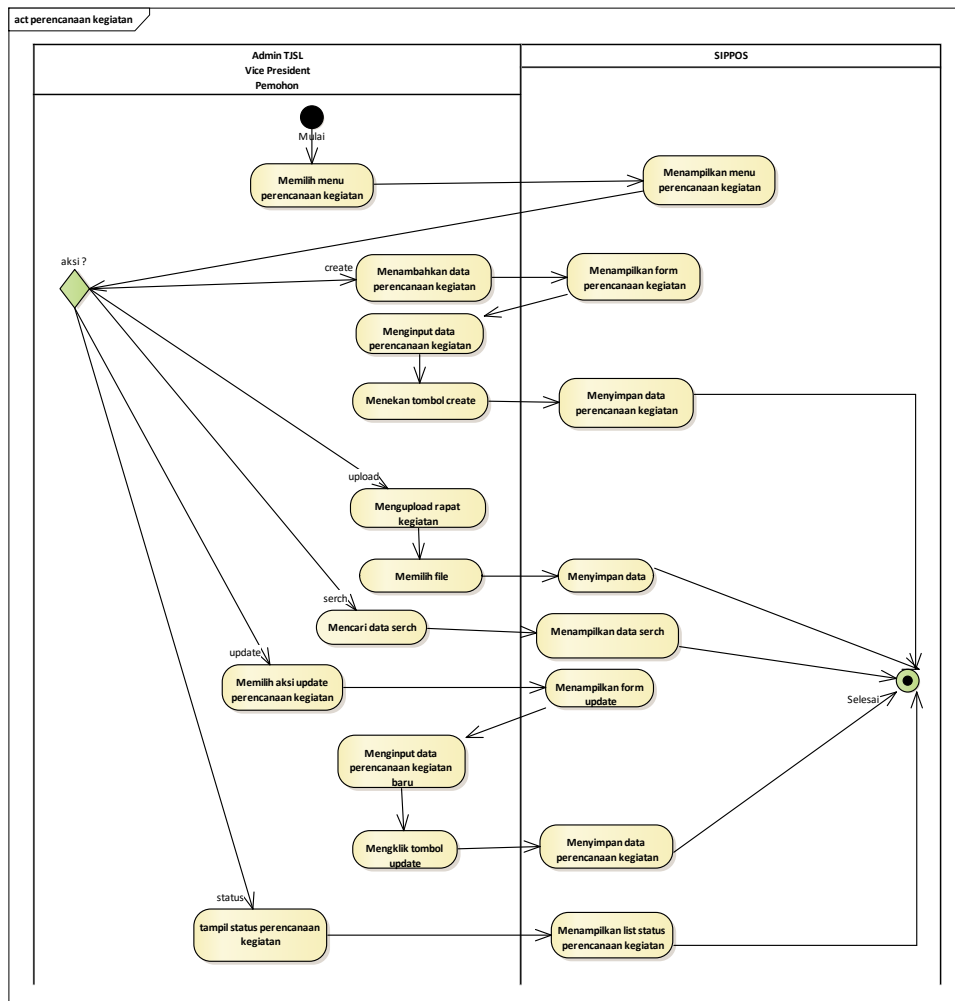 act perencanaan kegiatan
Admin TJSL
Vice President
Pemohon
SIPPOS
Mulai
Memilih menu
perencanaan kegiatan
Menampilkan menu
perencanaan kegiatan
aksi ?
create
Menambahkan data
perencanaan kegiatan
Menampilkan form
perencanaan kegiatan
Menginput data
perencanaan kegiatan
Menekan tombol create
Menyimpan data
perencanaan kegiatan
upload
Mengupload rapat
kegiatan
Memilih file
Menyimpan data
serch
Mencari data serch
Menampilkan data serch
update
Memilih aksi update
perencanaan kegiatan
Menampilkan form
update
Selesai
Menginput data
perencanaan kegiatan
baru
Mengklik tombol
update
Menyimpan data
perencanaan kegiatan
status
tampil status perencanaan
kegiatan
Menampilkan list status
perencanaan kegiatan